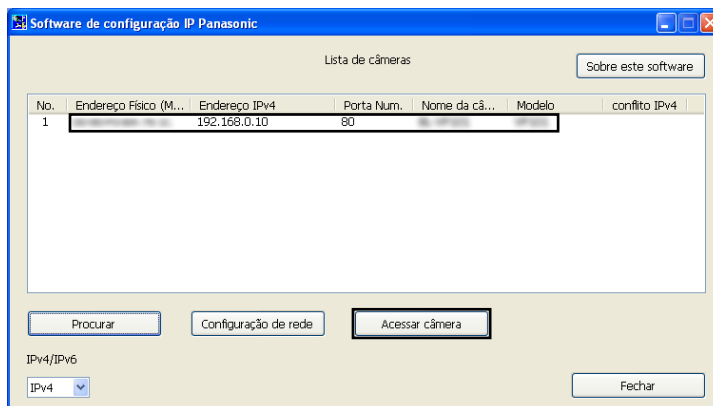 Software de configuração IP Panasonic
Lista de câmeras
Sobre este software
No. Endereço Físico (M... Endereço IPv4 Porta Num. Nome da câ... Modelo conflito IPv4
1 192.168.0.10 80
Procurar Configuração de rede Acessar câmera
IPv4/IPv6
IPv4 Fechar